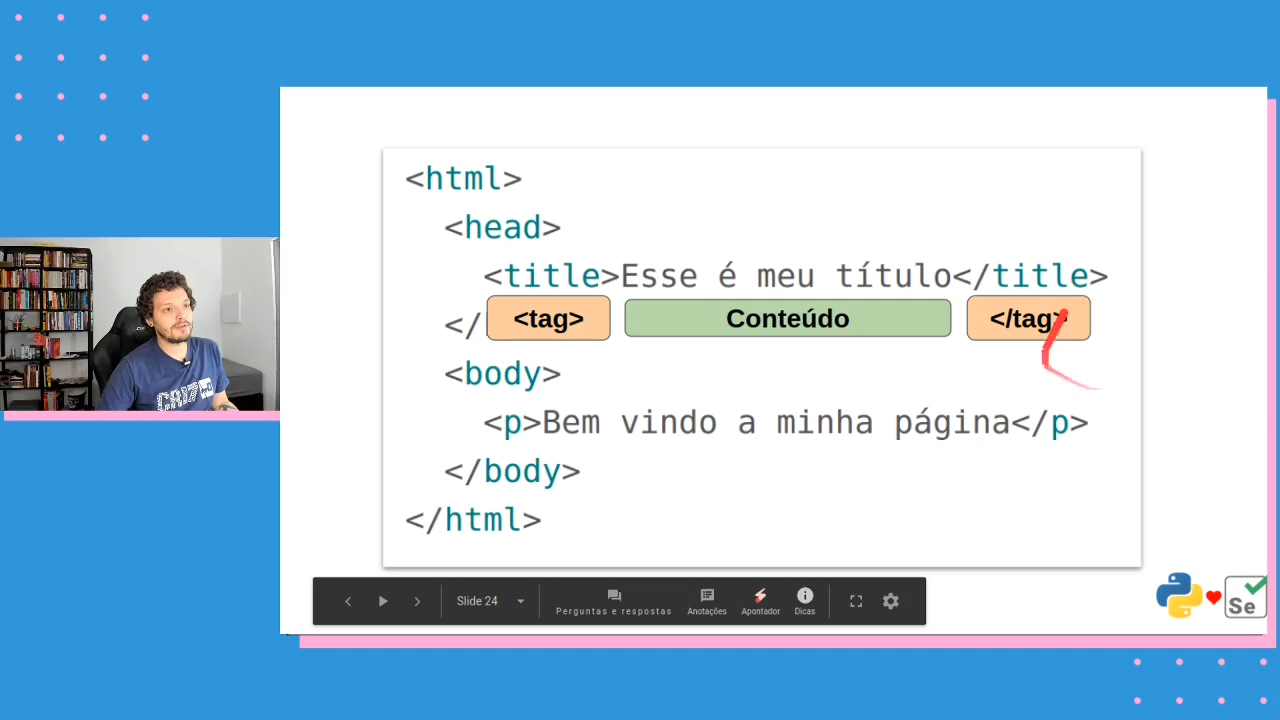 <html>
<head>
<title>Esse é meu título</title>
</
<tag> Conteúdo </tag>
<body>
<p>Bem vindo a minha página</p>
</body>
</html>
Slide 24
Perguntas e respostas
Anotações
Apontador
Dicas
Se